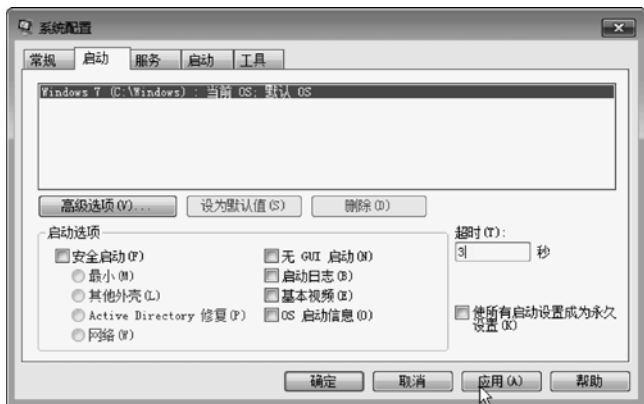 系统配置
常规 启动 服务 启动 工具
Windows 7 (C:\Windows) : 当前 OS; 默认 OS
高级选项(V)... 设为默认值(S) 删除(D)
启动选项
超时(T):
安全启动(F) 无 GUI 启动(N) 3 秒
最小(M) 启动日志(B)
其他外壳(L) 基本视频(E)
Active Directory 修复(P) OS 启动信息(O) 使所有启动设置成为永久
设置(K)
网络(W)
确定 取消 应用(A) 帮助